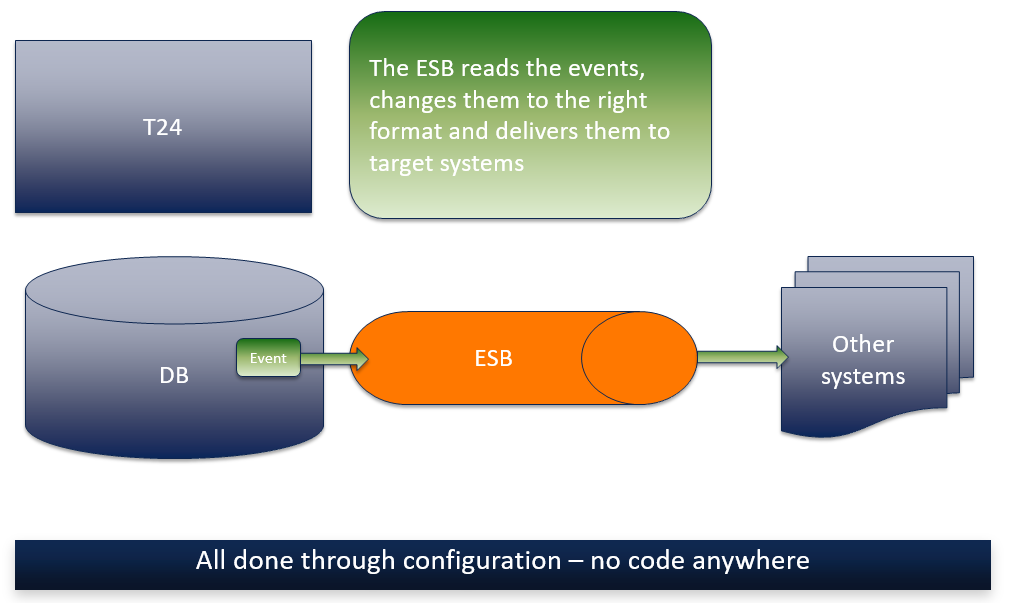 T24
The ESB reads the events,
changes them to the right
format and delivers them to
target systems
DB
Event
ESB
Other
systems
All done through configuration – no code anywhere